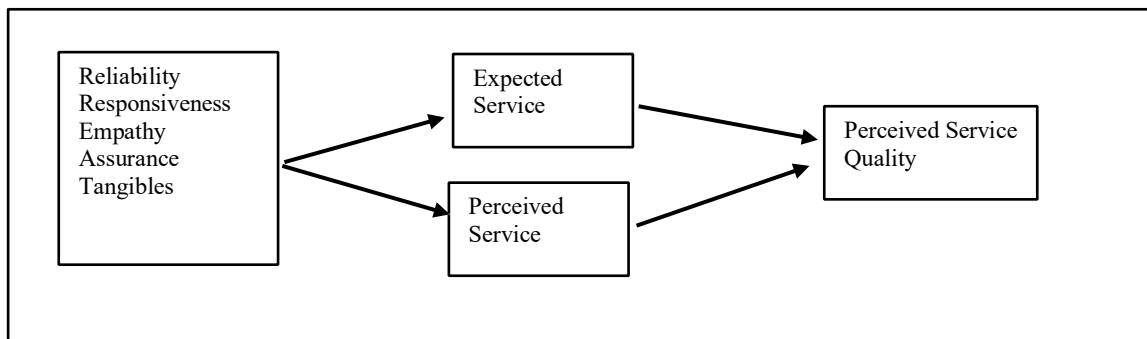 Reliability
Responsiveness
Empathy
Assurance
Tangibles
Expected
Service
Perceived
Service
Perceived Service
Quality